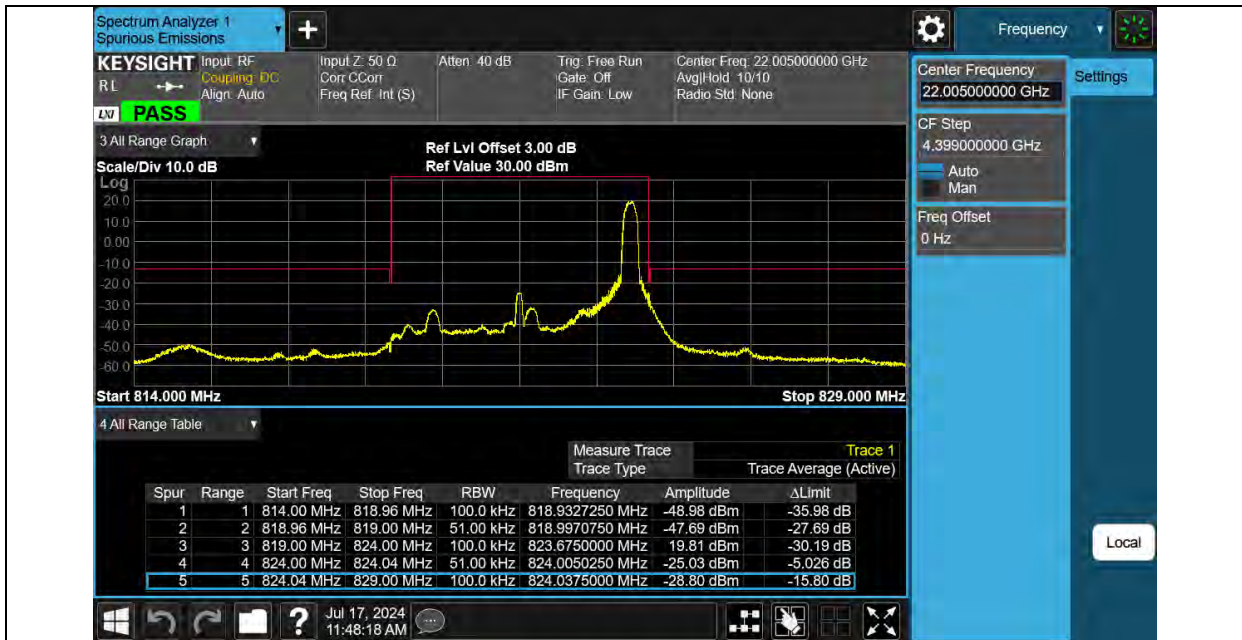 Spectrum Analyzer 1
Spurious Emissions
+
Frequency
KEYSIGHT
RL
LXI
PASS
Input: RF
Coupling: DC
Align: Auto
Input Z: 50 Ω
Corr CCorr
Freq Ref: Int (S)
Atten: 40 dB
Trig: Free Run
Gate: Off
IF Gain: Low
Center Freq: 22.005000000 GHz
Avg|Hold: 10/10
Radio Std: None
Center Frequency
22.005000000 GHz
Settings
CF Step
4.399000000 GHz
Auto
Man
Freq Offset
0 Hz
3 All Range Graph
Ref Lvl Offset 3.00 dB
Scale/Div 10.0 dB
Ref Value 30.00 dBm
Log
20.0
10.0
0.00
-10.0
-20.0
-30.0
-40.0
-50.0
-60.0
Start 814.000 MHz
Stop 829.000 MHz
4 All Range Table
Measure Trace Trace 1
Trace Type Trace Average (Active)
Spur Range Start Freq Stop Freq RBW Frequency Amplitude ΔLimit
1 1 814.00 MHz 818.96 MHz 100.0 kHz 818.9327250 MHz -48.98 dBm -35.98 dB
2 2 818.96 MHz 819.00 MHz 51.00 kHz 818.9970750 MHz -47.69 dBm -27.69 dB
3 3 819.00 MHz 824.00 MHz 100.0 kHz 823.6750000 MHz 19.81 dBm -30.19 dB
4 4 824.00 MHz 824.04 MHz 51.00 kHz 824.0050250 MHz -25.03 dBm -5.026 dB
5 5 824.04 MHz 829.00 MHz 100.0 kHz 824.0375000 MHz -28.80 dBm -15.80 dB
Local
?
Jul 17, 2024
11:48:18 AM